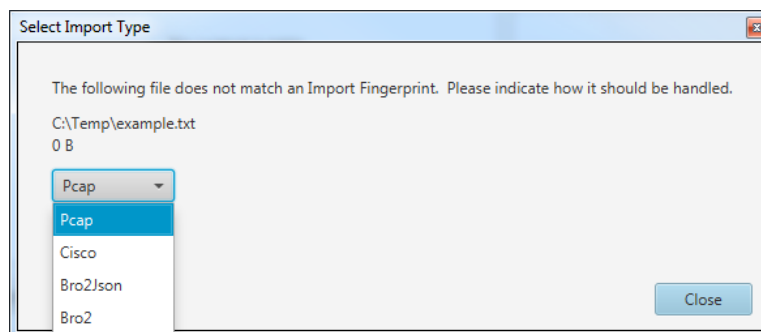 Select Import Type
The following file does not match an Import Fingerprint.  Please indicate how it should be handled.
C:\Temp\example.txt
0 B
Pcap
Pcap
Cisco
Bro2Json
Bro2
Close